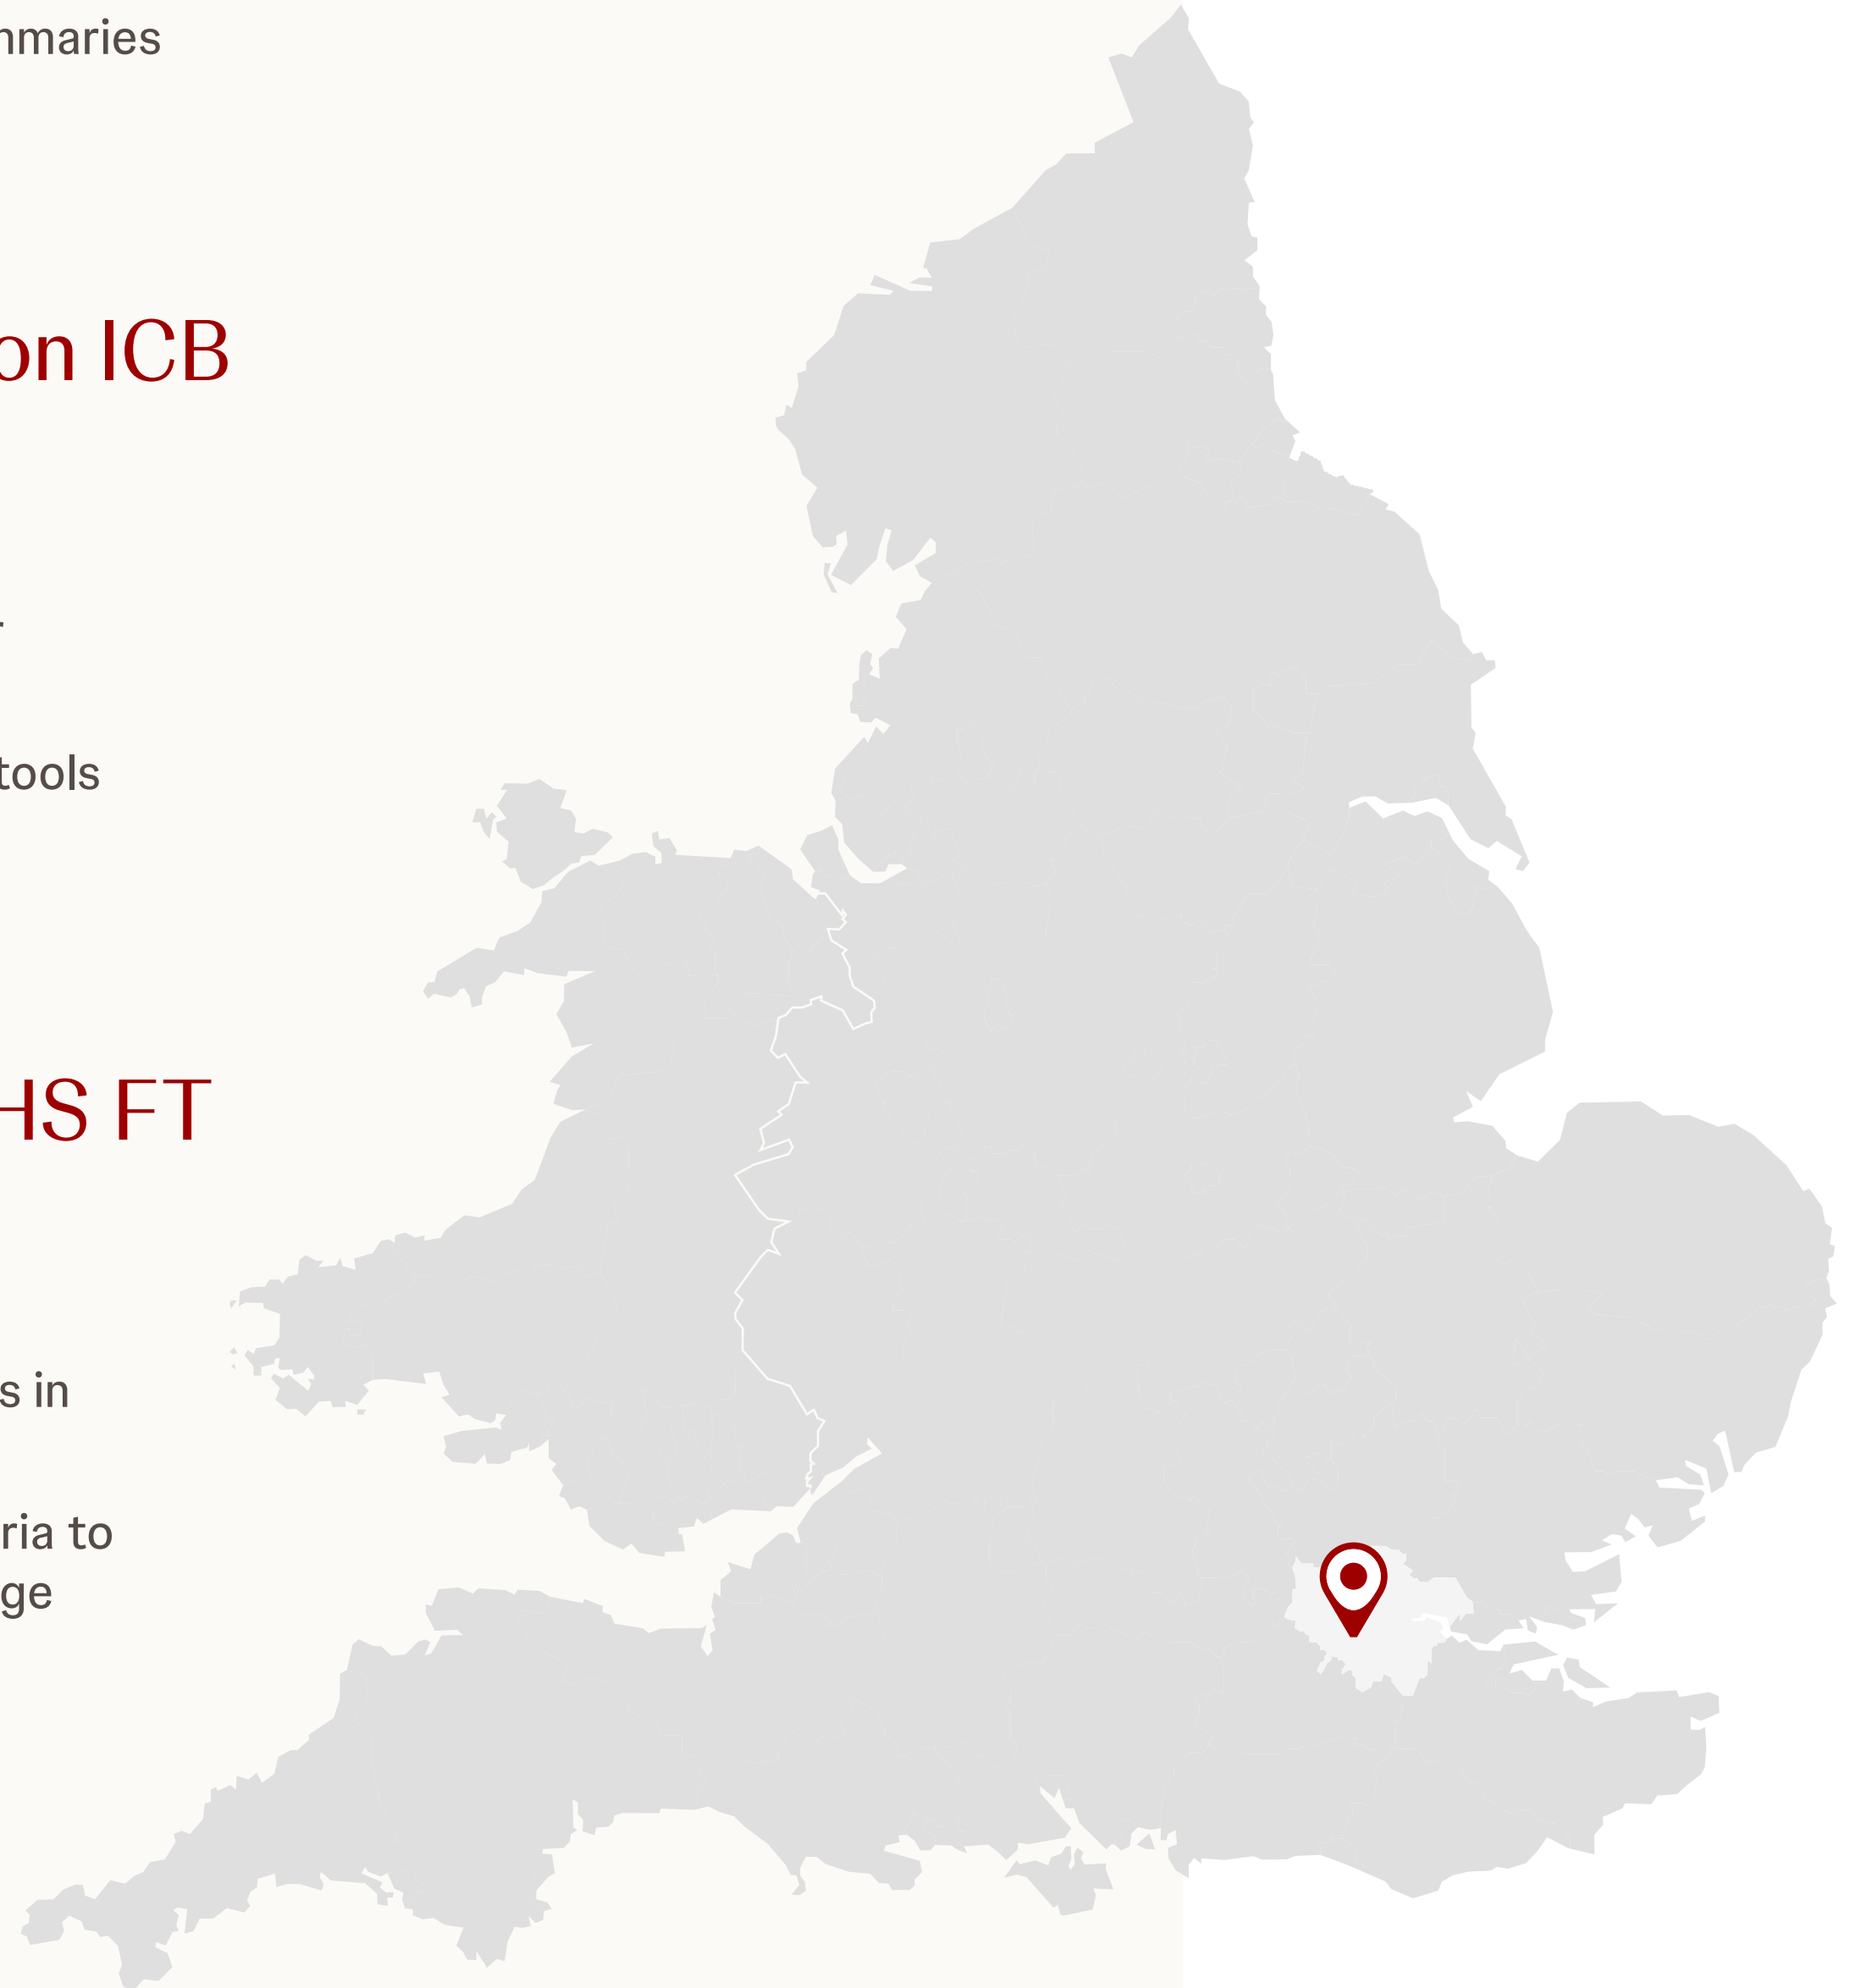 nmaries
on ICB
tools
HS FT
s in
ria to
ge